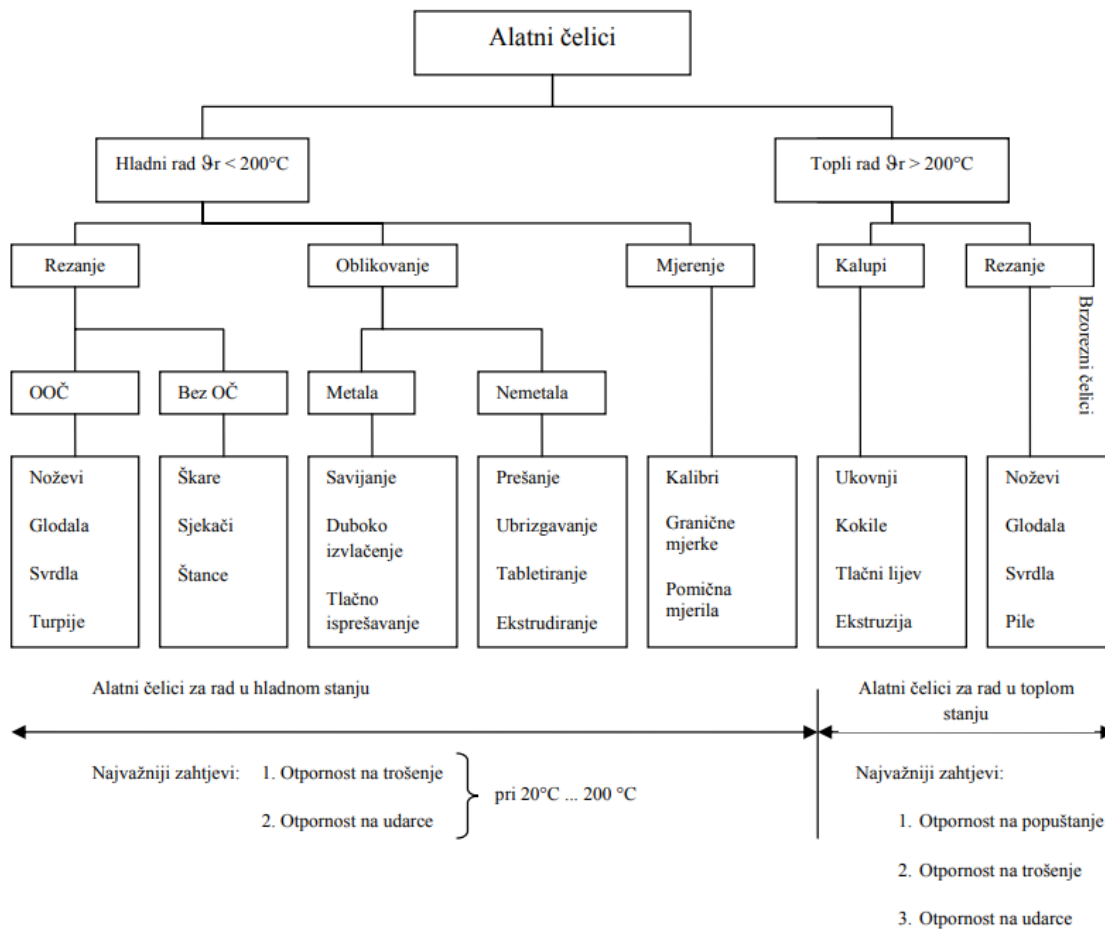 Alatni čelici
Hladni rad ϑr < 200°C
Topli rad ϑr > 200°C
Rezanje
Oblikovanje
Mjerenje
Kalupi
Rezanje
Brzorezni čelici
OOČ
Bez OČ
Metala
Nemetala
Noževi
Glodala
Svrdla
Turpije
Škare
Sjekači
Štance
Savijanje
Duboko
izvlačenje
Tlačno
isprešavanje
Prešanje
Ubrizgavanje
Tabletiranje
Ekstrudiranje
Kalibri
Granične
mjerke
Pomična
mjerila
Ukovnji
Kokile
Tlačni lijev
Ekstruzija
Noževi
Glodala
Svrdla
Pile
Alatni čelici za rad u hladnom stanju
Alatni čelici za rad u toplom
stanju
Najvažniji zahtjevi:
1. Otpornost na trošenje
2. Otpornost na udarce
pri 20°C ... 200 °C
Najvažniji zahtjevi:
1. Otpornost na popuštanje
2. Otpornost na trošenje
3. Otpornost na udarce